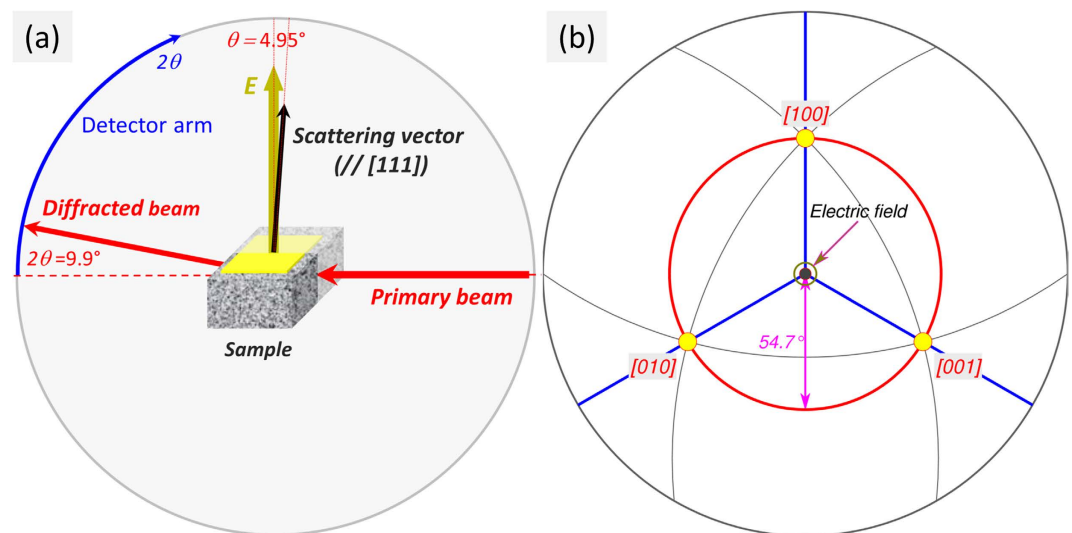 (a)
θ = 4.95°
2θ
E
Detector arm
Scattering vector
(// [111])
Diffracted beam
2θ=9.9°
Primary beam
Sample
(b)
[100]
Electric field
54.7°
[010]
[001]